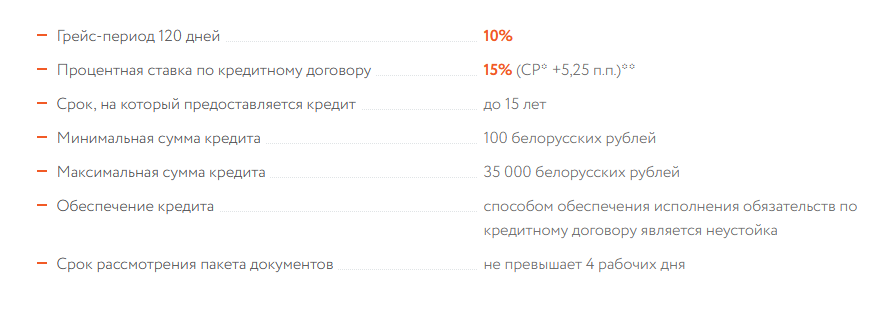 Грейс-период 120 дней 10%
Процентная ставка по кредитному договору 15% (СР* +5,25 п.п.)**
Срок, на который предоставляется кредит до 15 лет
Минимальная сумма кредита 100 белорусских рублей
Максимальная сумма кредита 35 000 белорусских рублей
Обеспечение кредита способом обеспечения исполнения обязательств по
кредитному договору является неустойка
Срок рассмотрения пакета документов не превышает 4 рабочих дня